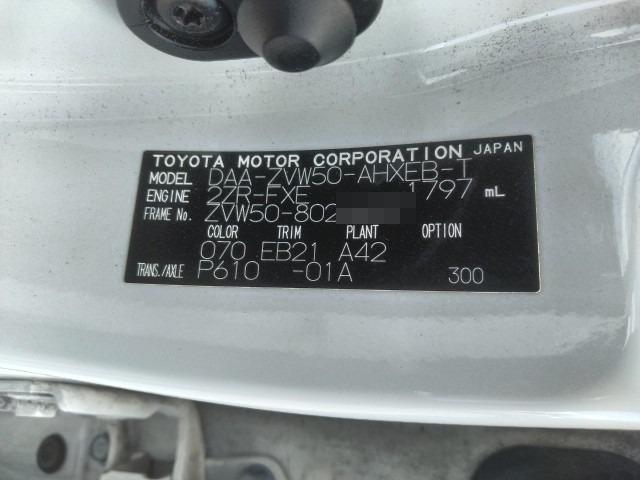 TOYOTA MOTOR CORPORATION JAPAN
MODEL DAA-ZVW50-AHXEB-T
ENGINE 2ZR-FXE 1797 mL
FRAME No. ZVW50-802
COLOR TRIM PLANT OPTION
070 EB21 A42
TRANS./AXLE P610 -01A 300